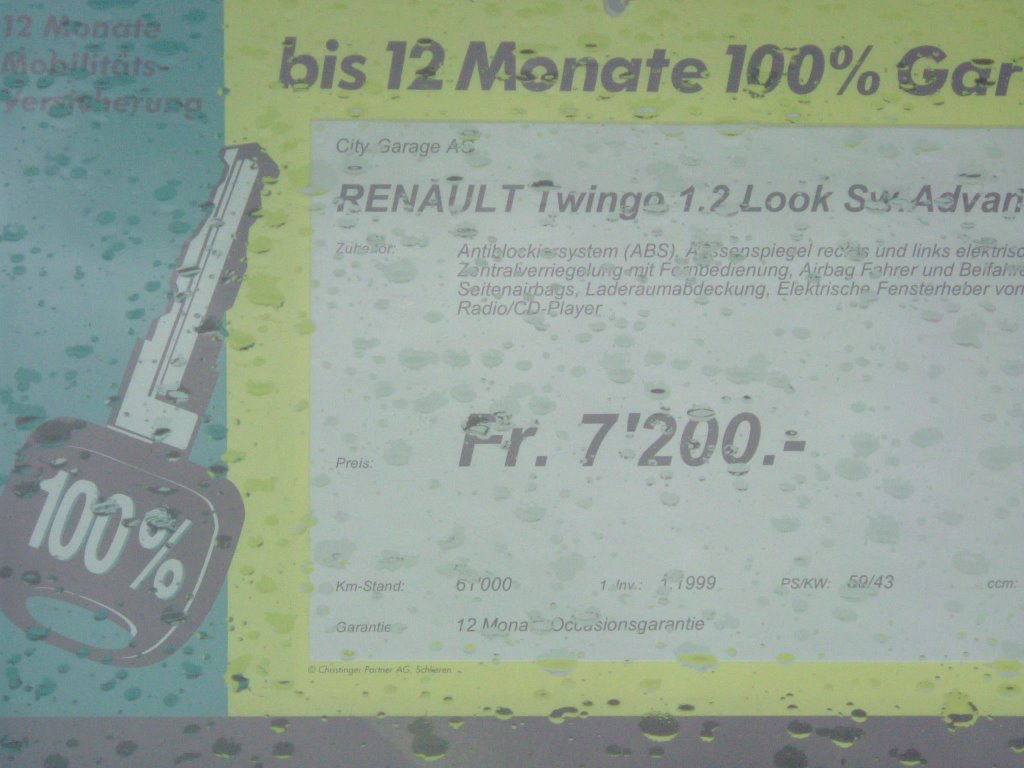 12 Monate
Mobilitäts-
versicherung
bis 12 Monate 100% Gar
City Garage AG
RENAULT Twingo 1.2 Look Sw. Advan
Zubehör: Antiblockiersystem (ABS), Aussenspiegel rechts und links elektrisc
Zentralverriegelung mit Fernbedienung, Airbag Fahrer und Beifahre
Seitenairbags, Laderaumabdeckung, Elektrische Fensterheber vor
Radio/CD-Player
Preis: Fr. 7'200.-
100%
Km-Stand: 61'000 1. Inv.: 1.1999 PS/KW: 59/43 ccm:
Garantie 12 Mona Occasionsgarantie
© Christinger Partner AG, Schlieren